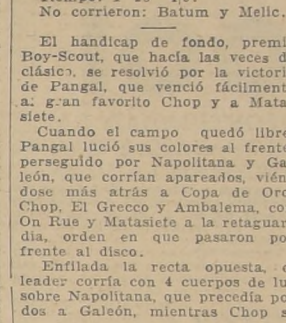 No corrieron: Batum y Melic.
El handicap de fondo, premi
Boy-Scout, que hacía las veces d
clásico, se resolvió por la victori
de Pangal, que venció fácilment
a gran favorito Chop y a Mata
siete.
Cuando el campo quedó libr
Pangal lució sus colores al frent
perseguido por Napolitana y Ga
león, que corrían apareados, vién
dose más atrás a Copa de Oro
Chop, El Grecco y Ambalema, co
On Rue y Matasiete a la retaguar
dia, orden en que pasaron po
frente al disco.
Enfilada la recta opuesta, e
leader corría con 4 cuerpos de lu
sobre Napolitana, que precedía po
dos a Galeón, mientras Chop s